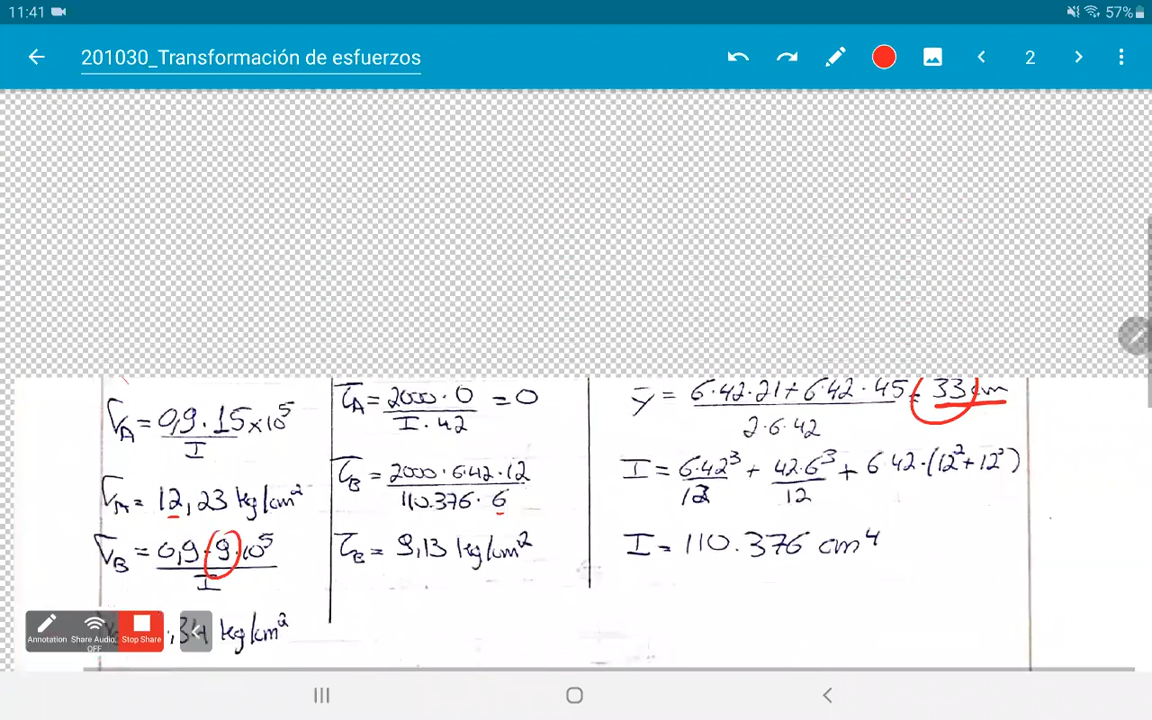 11:41
57%
201030_Transformación de esfuerzos
2
σA = 0,9 · 15 x 10⁵ / I
σA = 12,23 kg/cm²
σB = 0,9 · 9 · 10⁵ / I
,34 kg/cm²
τA = 2000 · 0 / I · 42 = 0
τB = 2000 · 6·42 · 12 / 110.376 · 6
τB = 9,13 kg/cm²
ȳ = 6·42·21 + 6·42·45 / 2·6·42 = 33 cm
I = 6·42³ / 12 + 42·6³ / 12 + 6·42·(12² + 12²)
I = 110.376 cm⁴
Annotation
Share Audio..
OFF
Stop Share